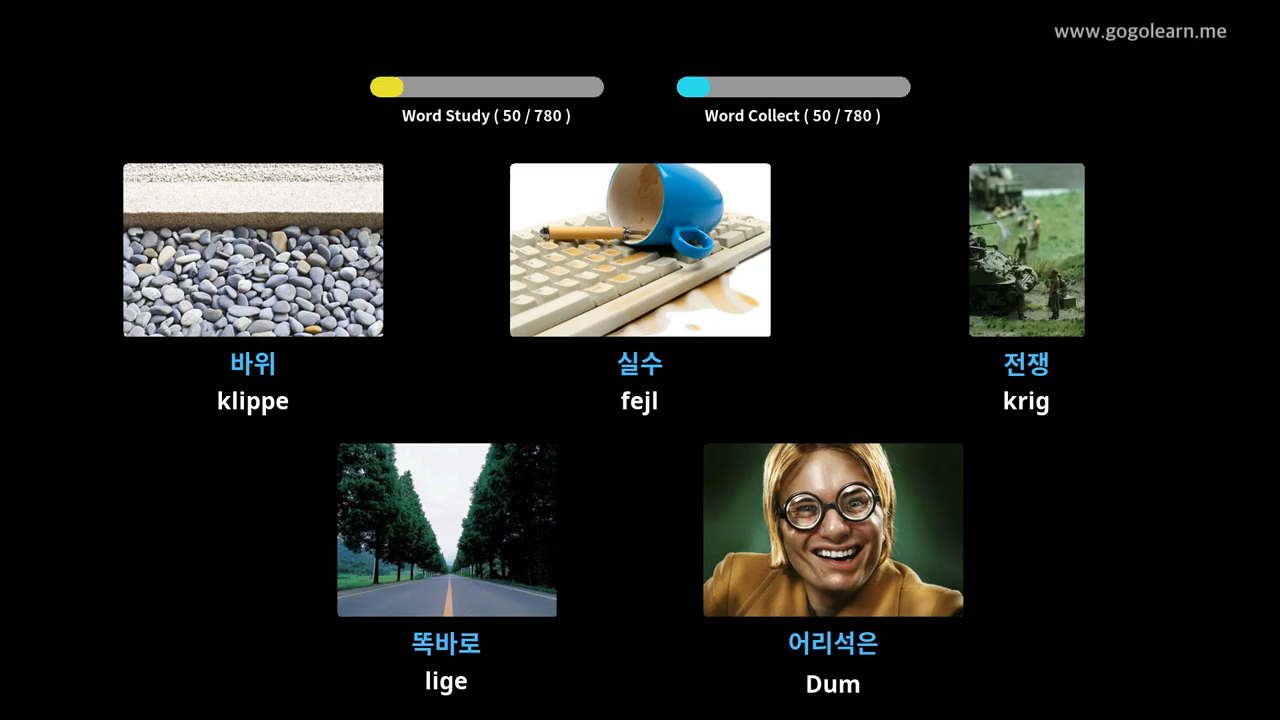 www.gogolearn.me
Word Study ( 50 / 780 )
Word Collect ( 50 / 780 )
바위
klippe
실수
fejl
전쟁
krig
똑바로
lige
어리석은
Dum